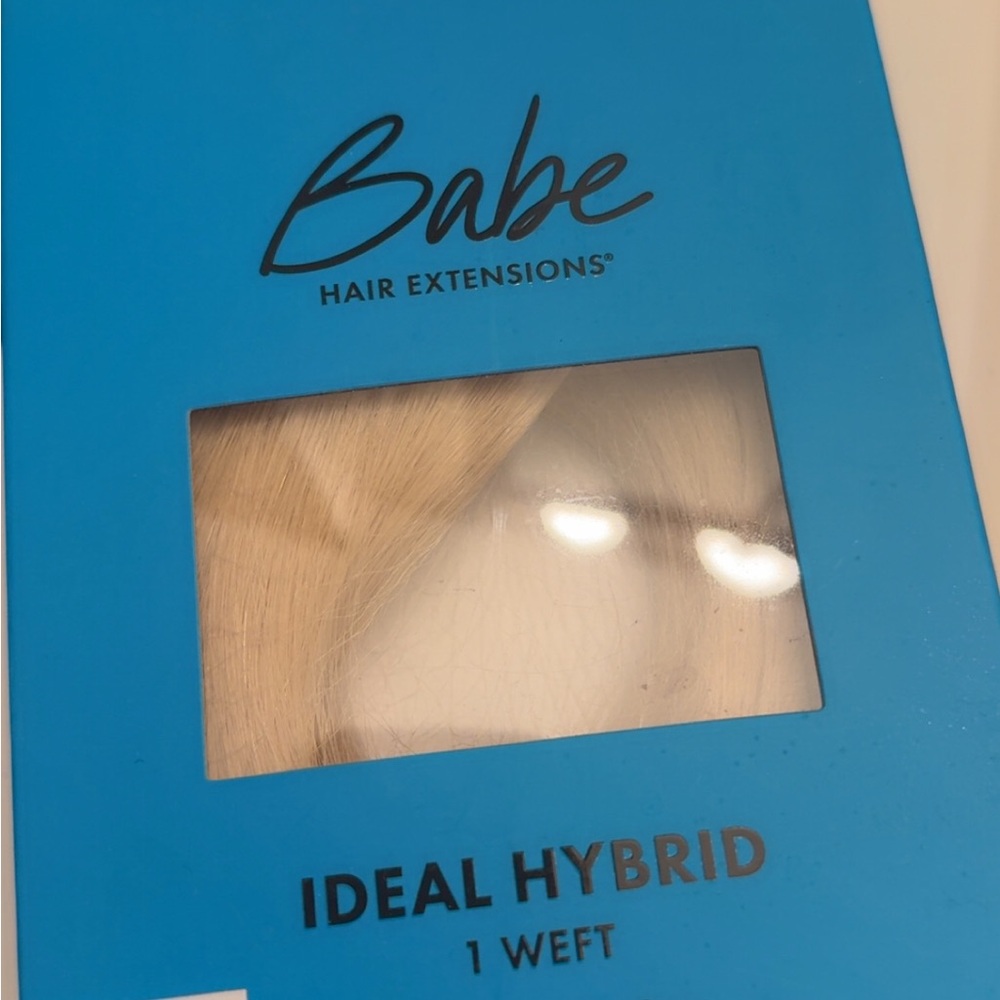 Babe
HAIR EXTENSIONS®
IDEAL HYBRID
1 WEFT